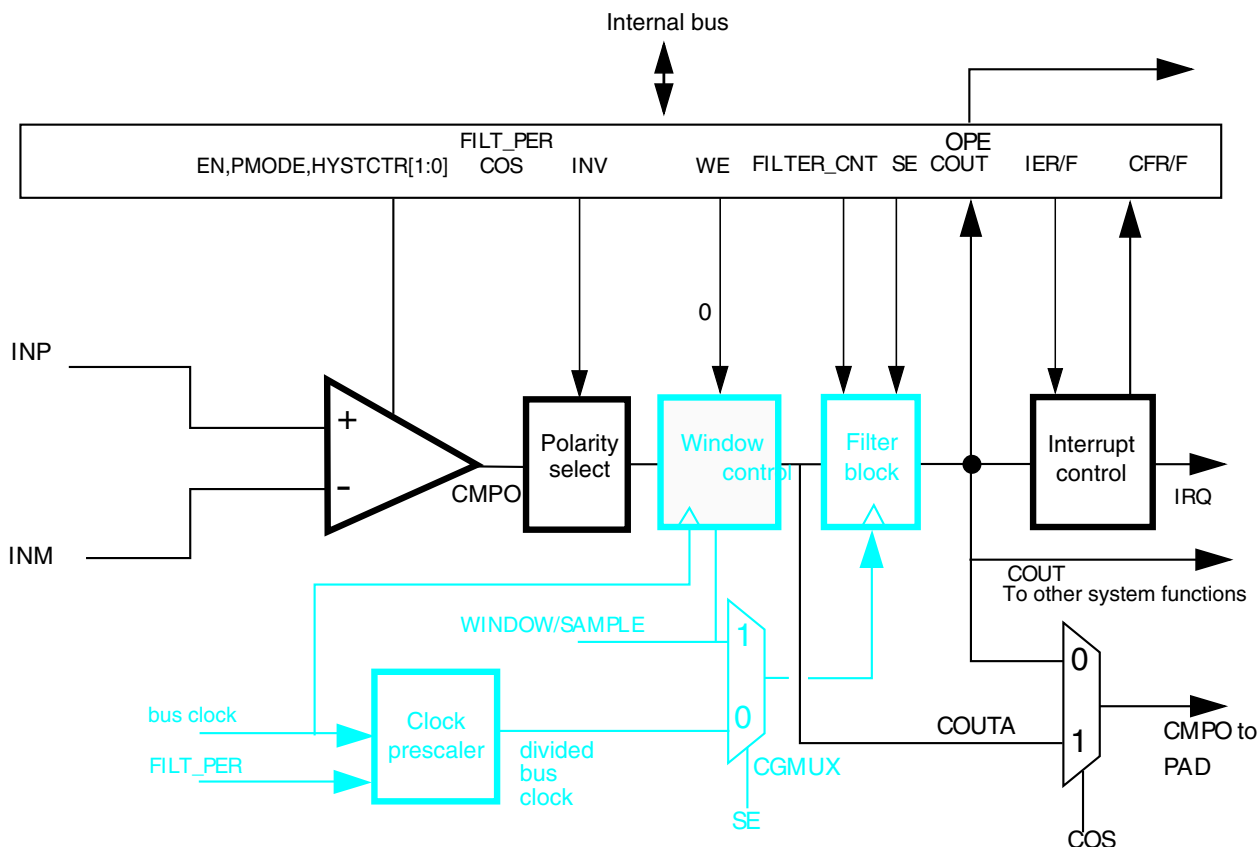 Internal bus
FILT_PER
OPE
EN,PMODE,HYSTCTR[1:0]
COS
INV
WE
FILTER_CNT
SE
COUT
IER/F
CFR/F
0
INP
+
-
INM
CMPO
Polarity
select
Window
control
Filter
block
Interrupt
control
IRQ
COUT
To other system functions
WINDOW/SAMPLE
1
0
0
1
bus clock
FILT_PER
Clock
prescaler
divided
bus
clock
CGMUX
SE
COUTA
CMPO to
PAD
COS